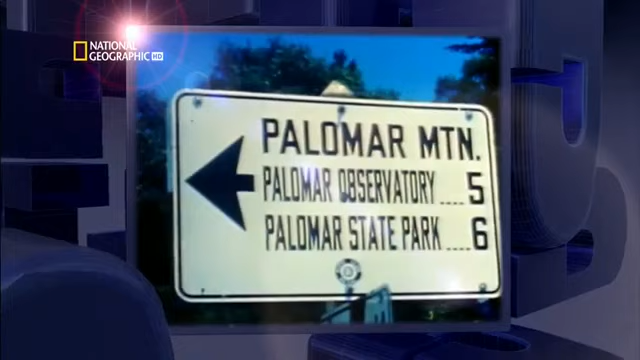 NATIONAL
GEOGRAPHIC HD
PALOMAR MTN.
PALOMAR OBSERVATORY .... 5
PALOMAR STATE PARK .... 6